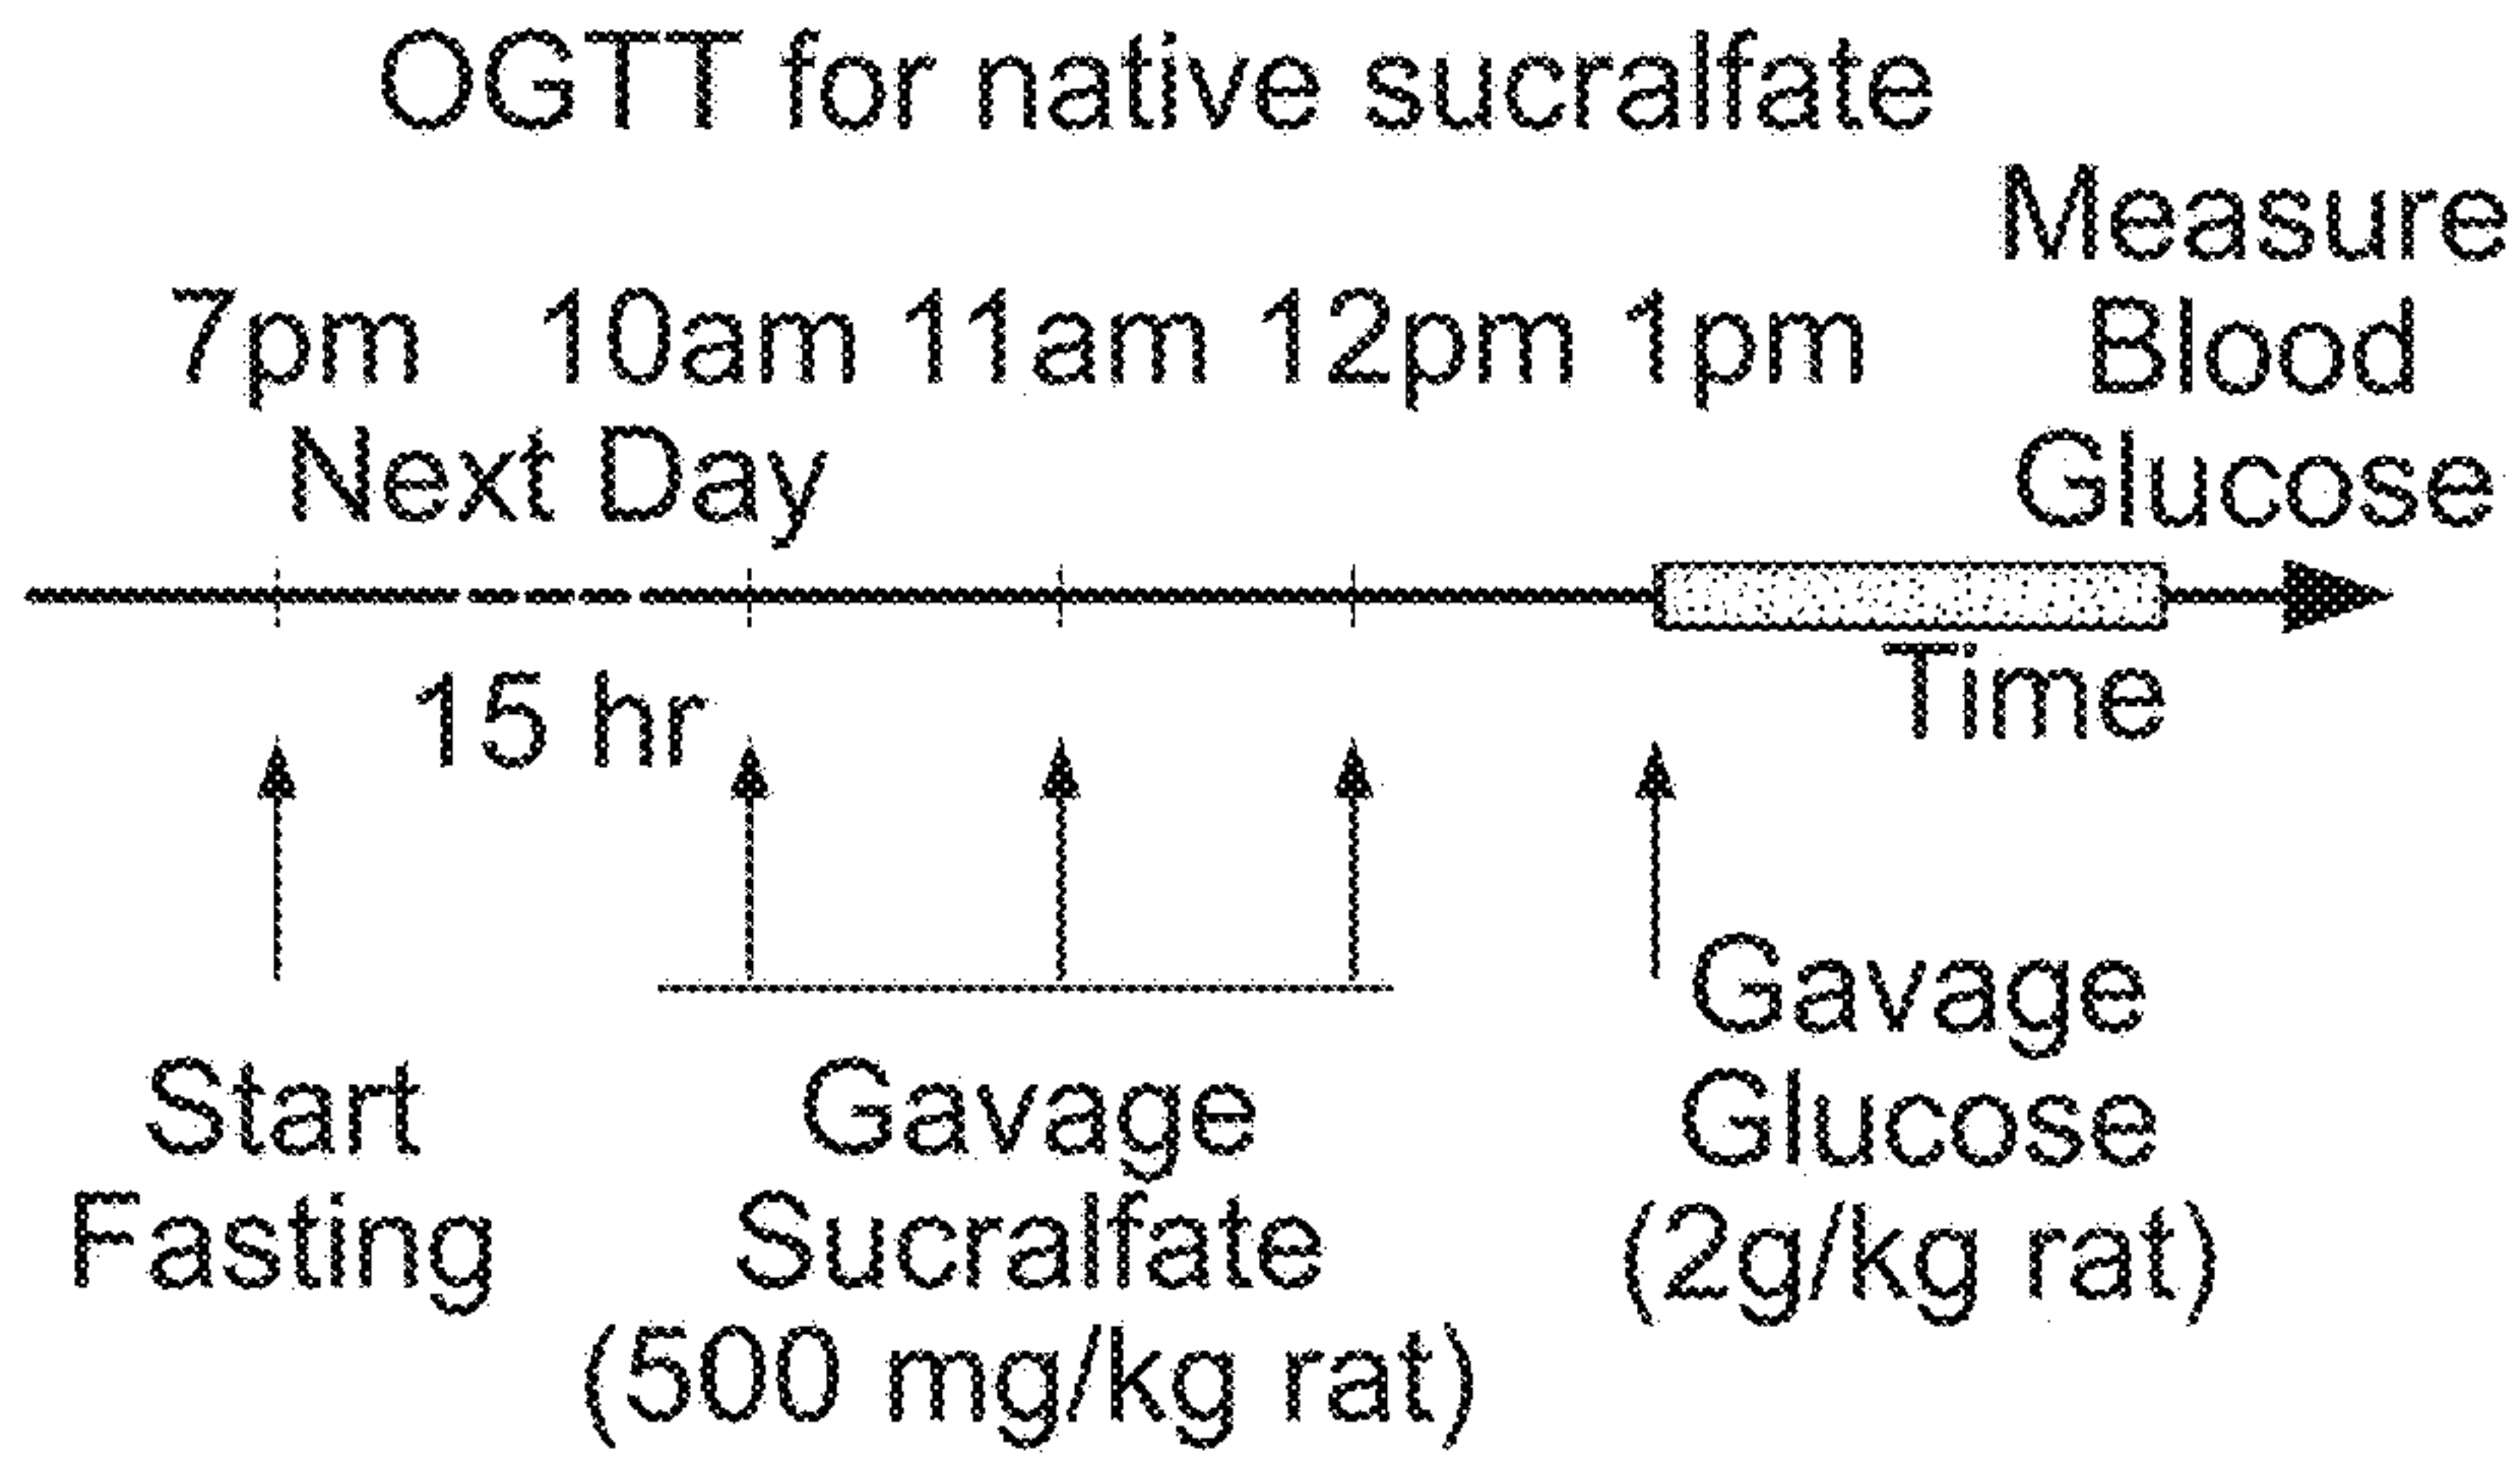 OGTT for native sucralfate
Measure
Blood
Glucose
7pm 10am 11am 12pm 1pm
Next Day
15 hr
Time
Start
Fasting
Gavage
Sucralfate
(500 mg/kg rat)
Gavage
Glucose
(2g/kg rat)